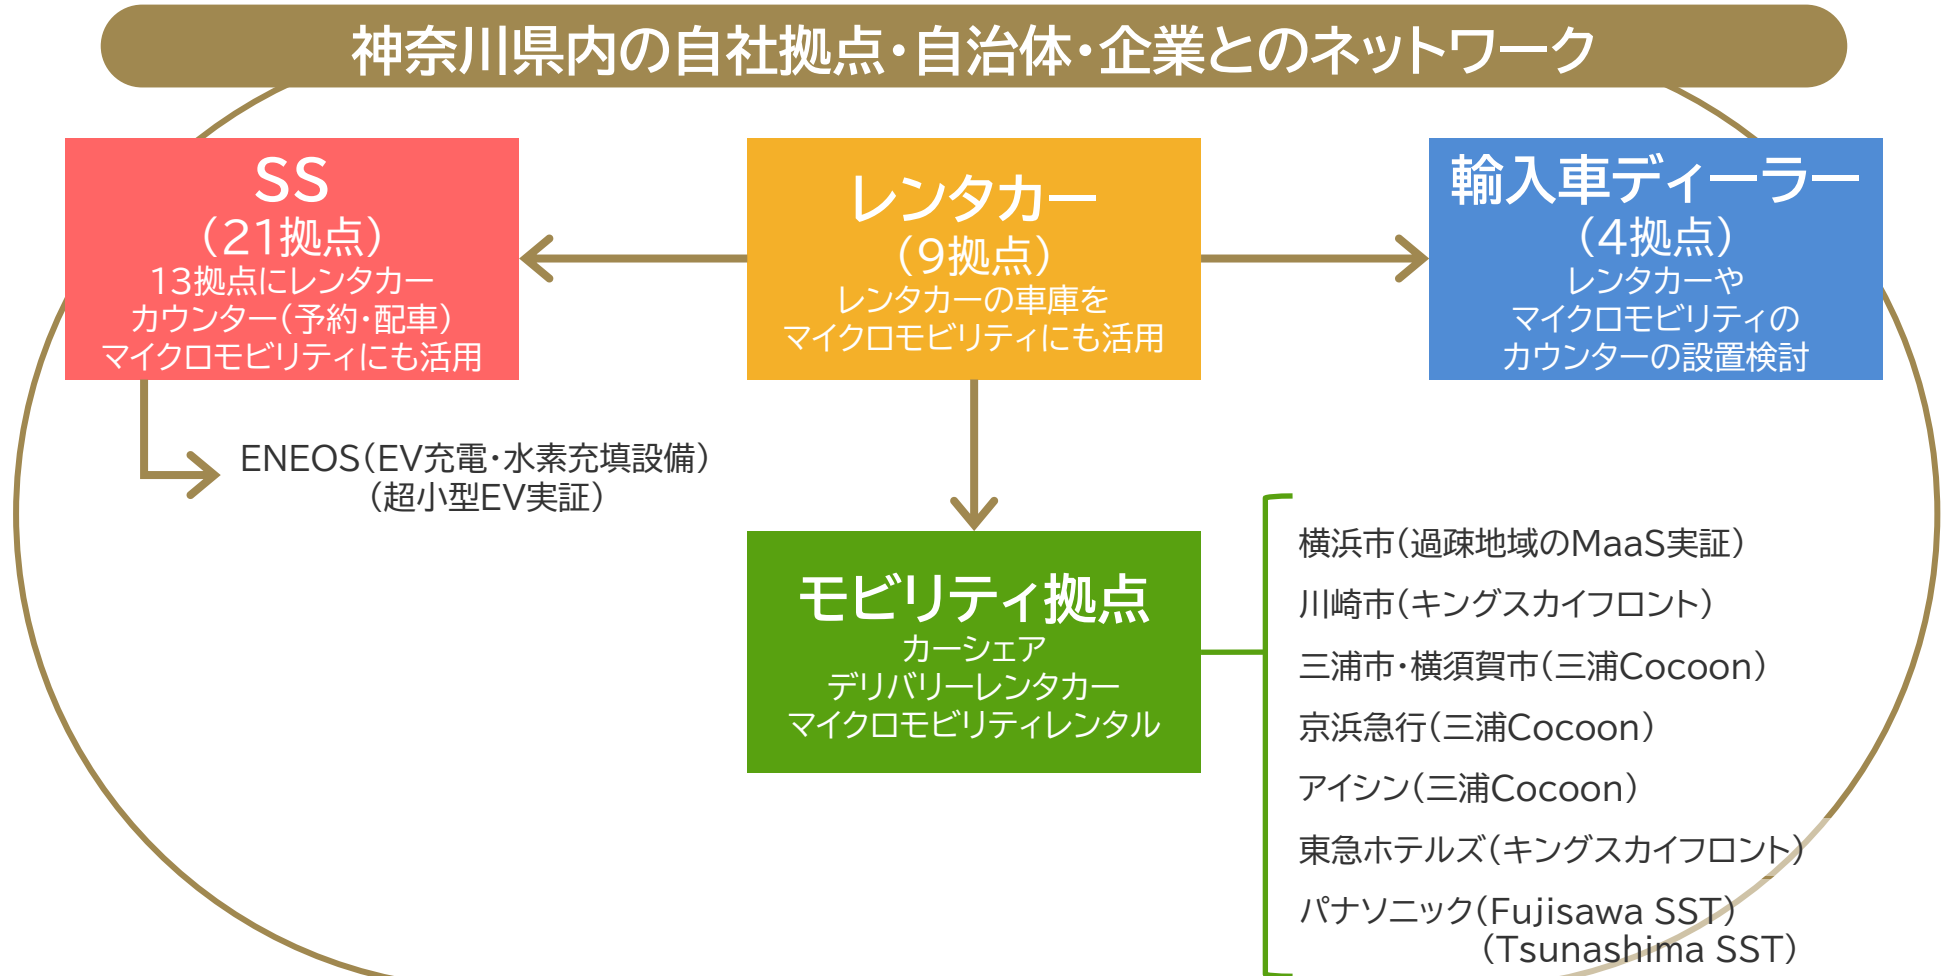 神奈川県内の自社拠点・自治体・企業とのネットワーク
SS
（21拠点）
13拠点にレンタカー
カウンター（予約・配車）
マイクロモビリティにも活用
レンタカー
（9拠点）
レンタカーの車庫を
マイクロモビリティにも活用
輸入車ディーラー
（4拠点）
レンタカーや
マイクロモビリティの
カウンターの設置検討
ENEOS（EV充電・水素充填設備）
（超小型EV実証）
モビリティ拠点
カーシェア
デリバリーレンタカー
マイクロモビリティレンタル
横浜市（過疎地域のMaaS実証）
川崎市（キングスカイフロント）
三浦市・横須賀市（三浦Cocoon）
京浜急行（三浦Cocoon）
アイシン（三浦Cocoon）
東急ホテルズ（キングスカイフロント）
パナソニック（Fujisawa SST）
（Tsunashima SST）